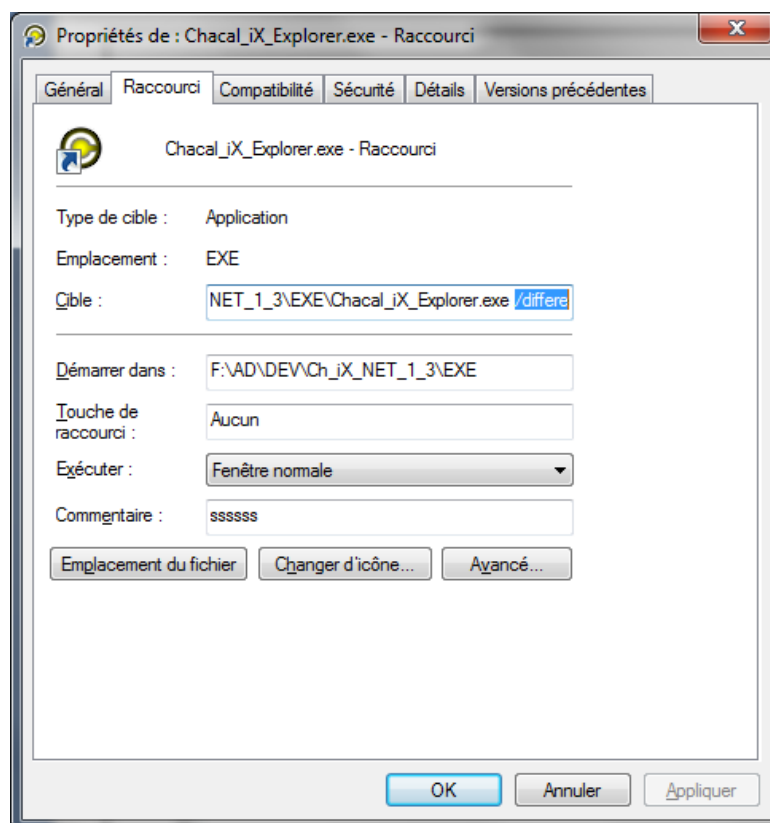 Propriétés de : Chacal_iX_Explorer.exe - Raccourci
Général Raccourci Compatibilité Sécurité Détails Versions précédentes
Chacal_iX_Explorer.exe - Raccourci
Type de cible : Application
Emplacement : EXE
Cible : NET_1_3\EXE\Chacal_iX_Explorer.exe /differe
Démarrer dans : F:\AD\DEV\Ch_iX_NET_1_3\EXE
Touche de
raccourci : Aucun
Exécuter : Fenêtre normale
Commentaire : ssssss
Emplacement du fichier Changer d'icône... Avancé...
OK Annuler Appliquer